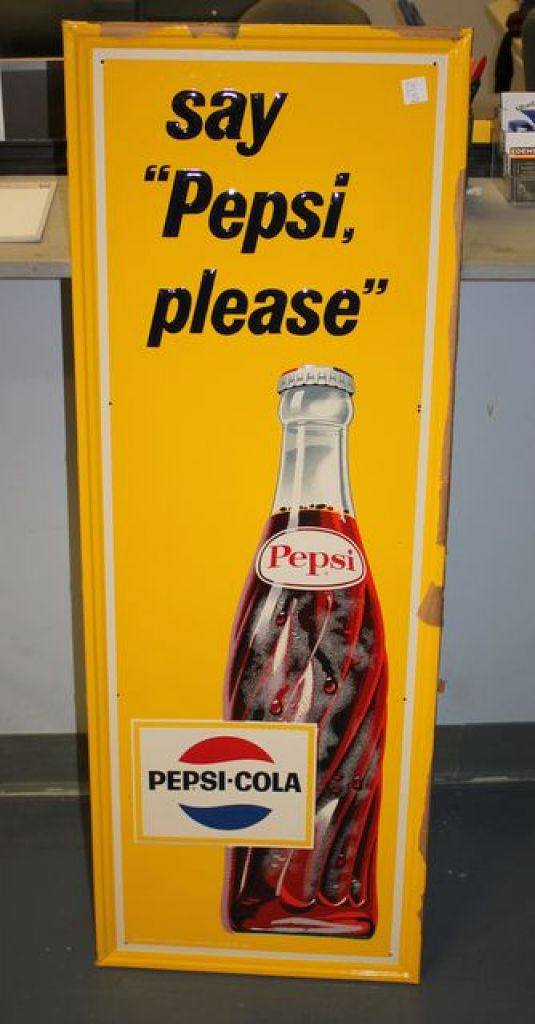 say
“Pepsi,
please”
Pepsi
PEPSI·COLA